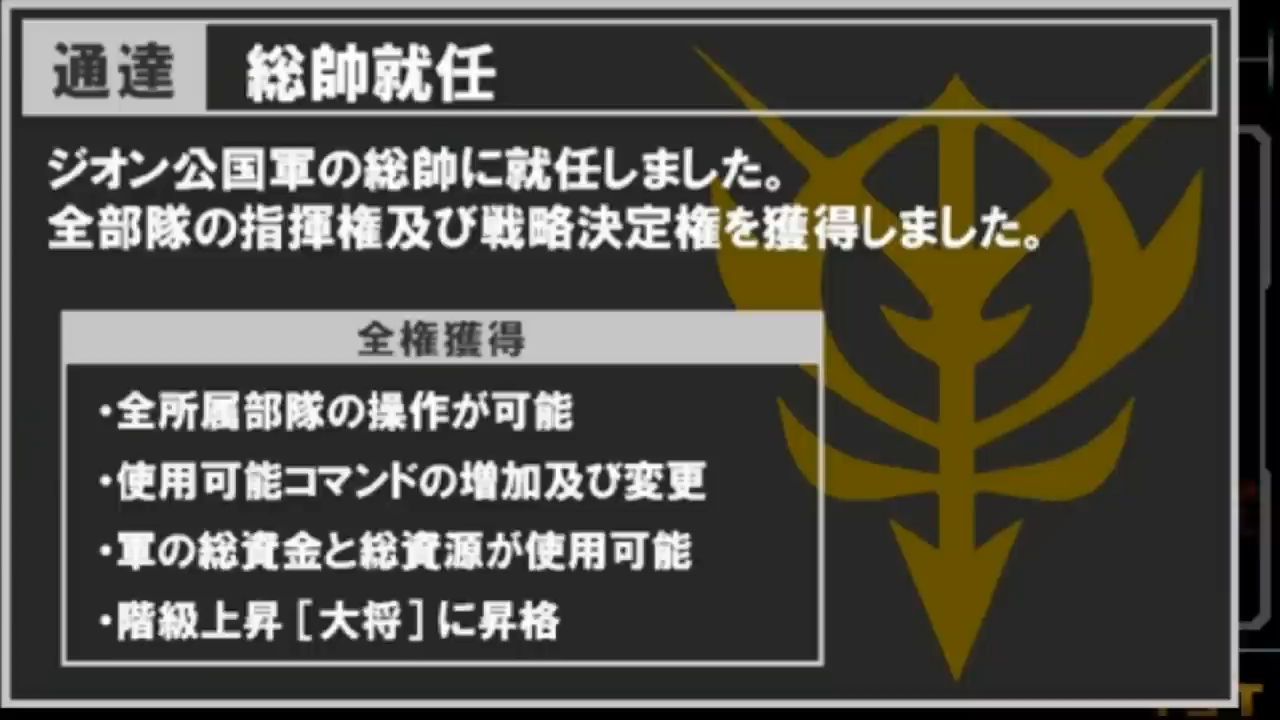 通達 総帥就任
ジオン公国軍の総帥に就任しました。
全部隊の指揮権及び戦略決定権を獲得しました。
全権獲得
・全所属部隊の操作が可能
・使用可能コマンドの増加及び変更
・軍の総資金と総資源が使用可能
・階級上昇［大将］に昇格